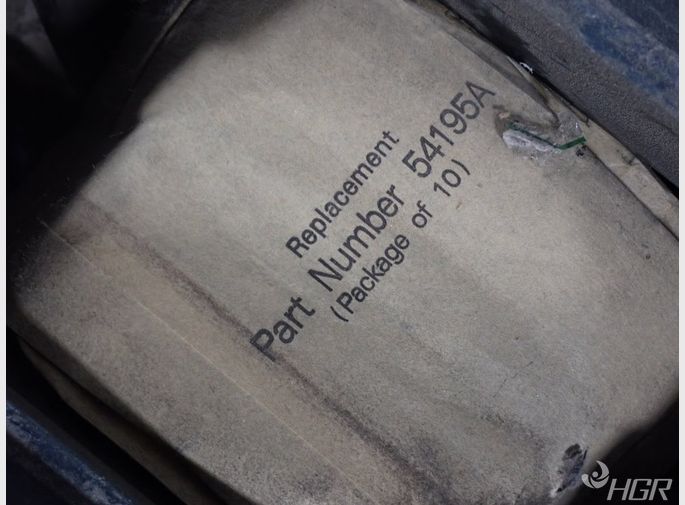 Replacement
Part Number 54195A
(Package of 10)
HGR